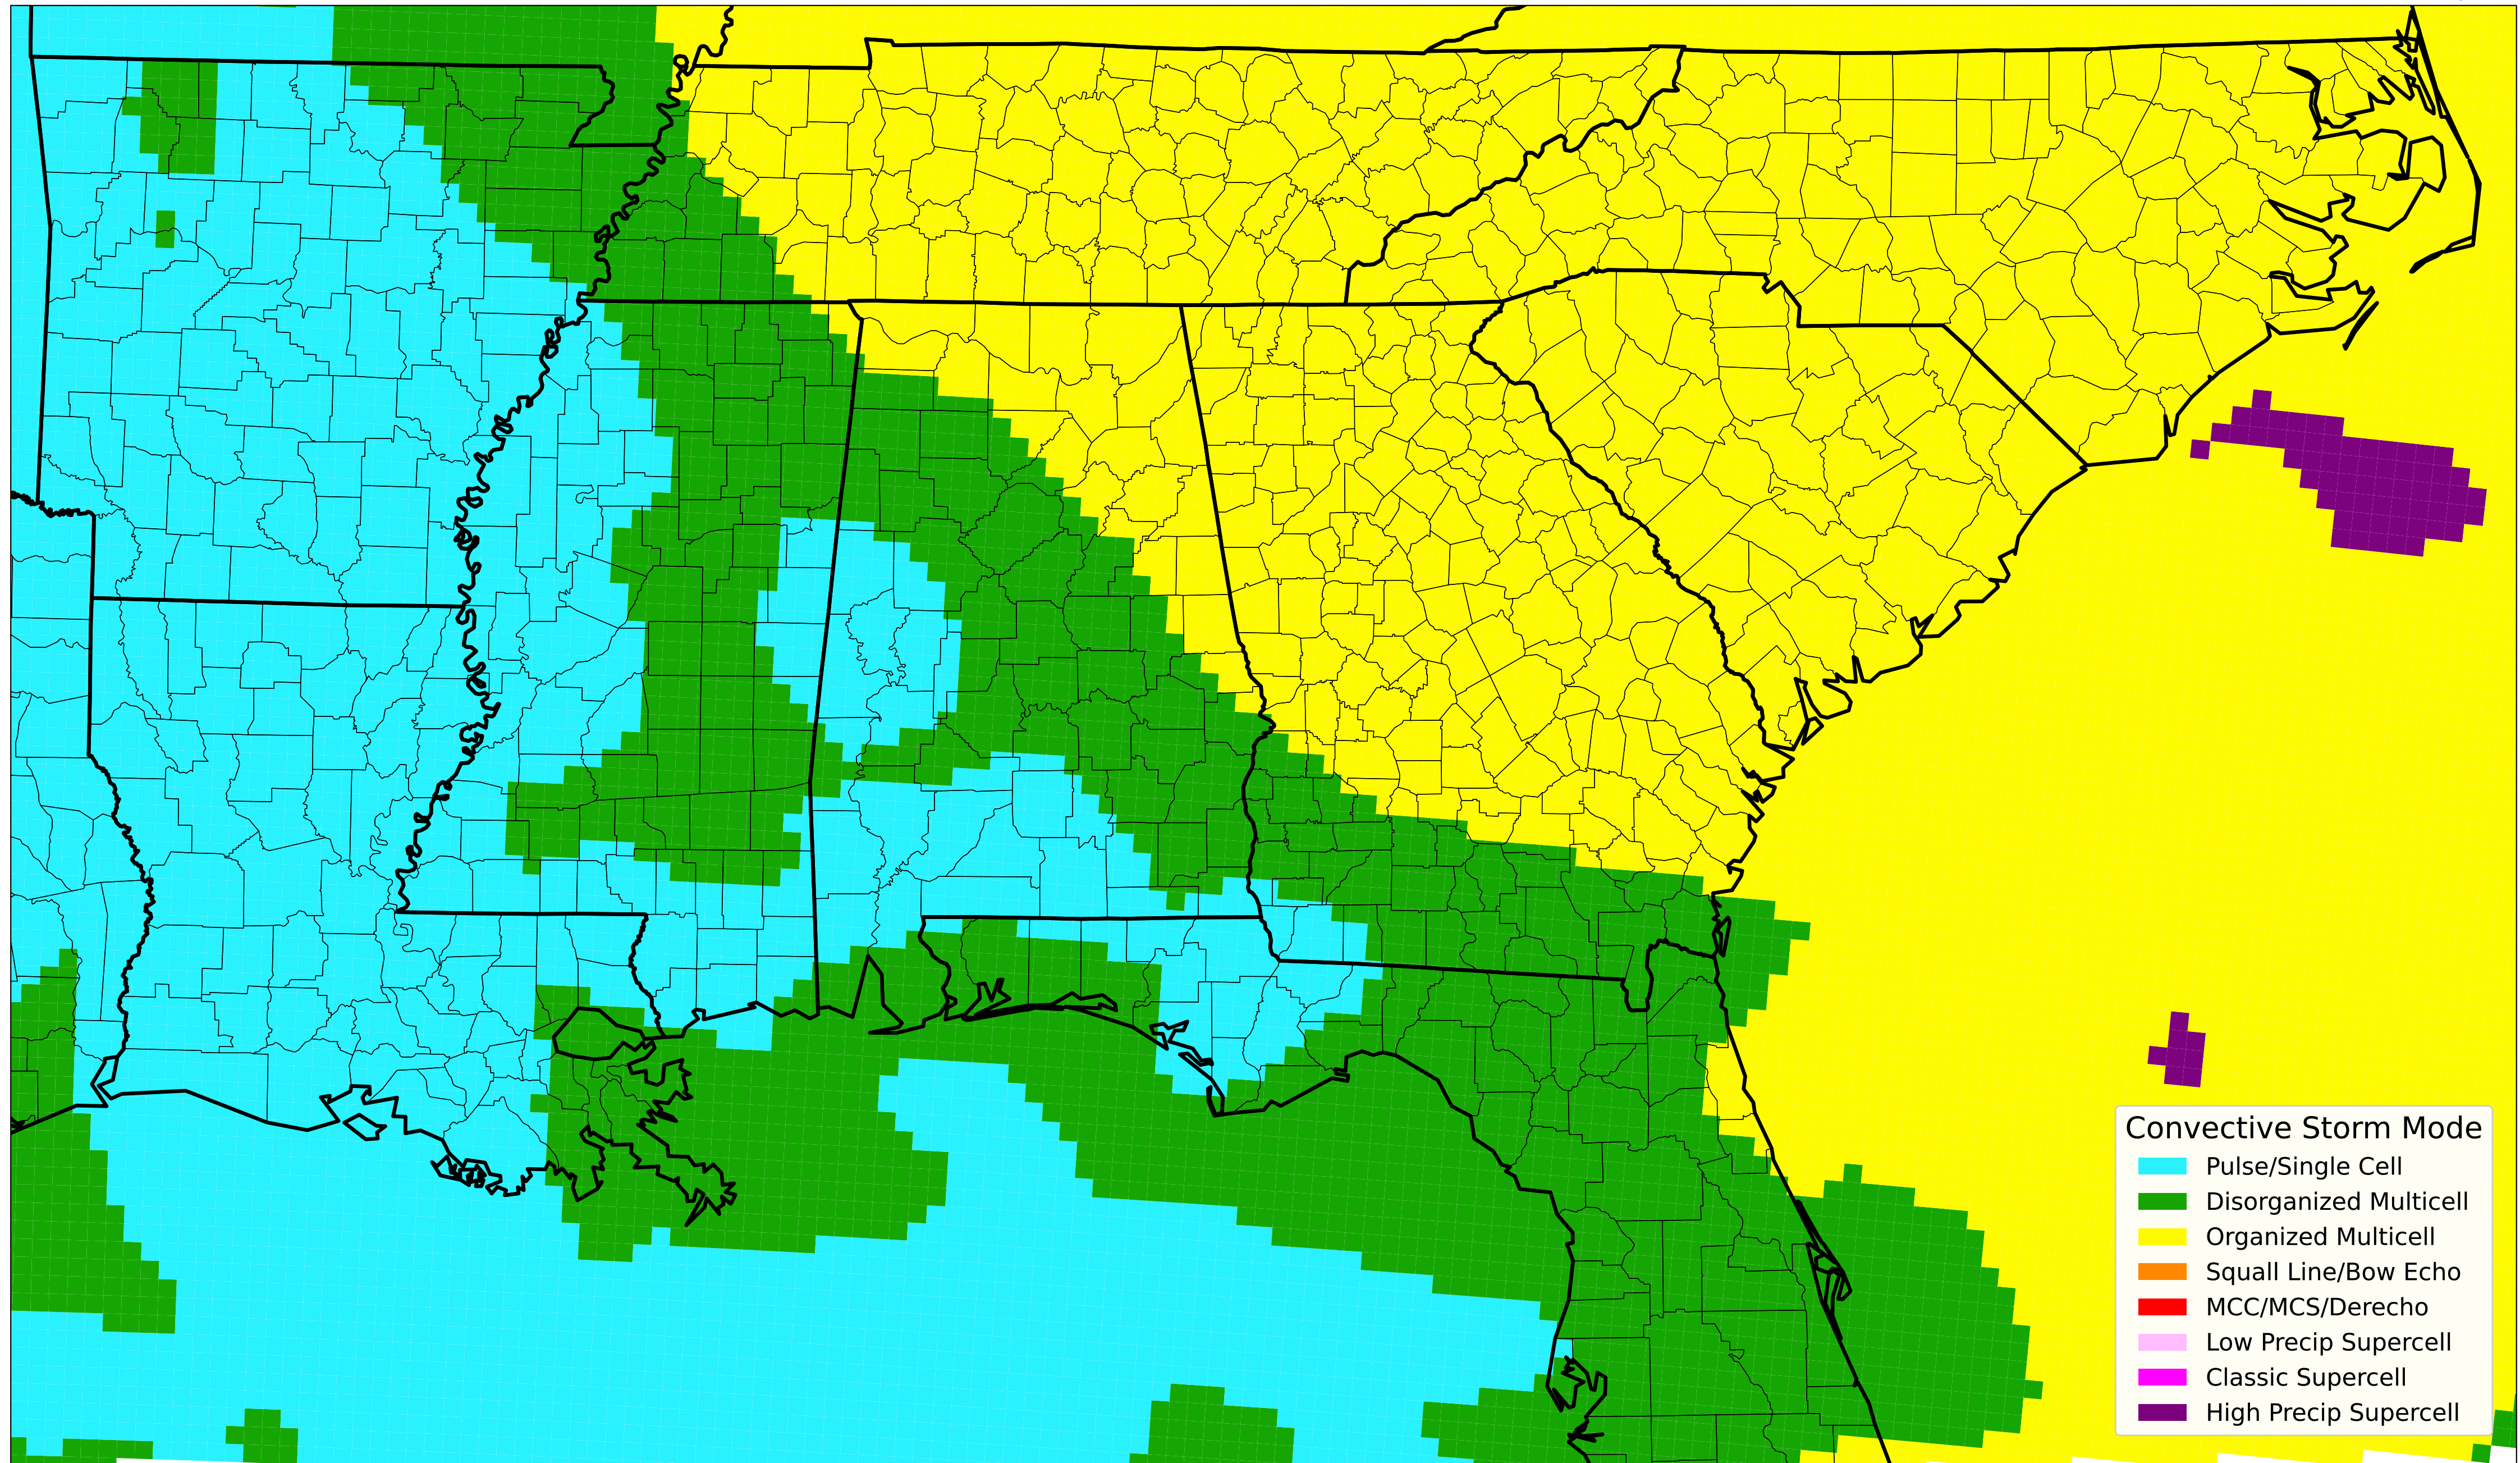 Convective Storm Mode
Pulse/Single Cell
Disorganized Multicell
Organized Multicell
Squall Line/Bow Echo
MCC/MCS/Derecho
Low Precip Supercell
Classic Supercell
High Precip Supercell